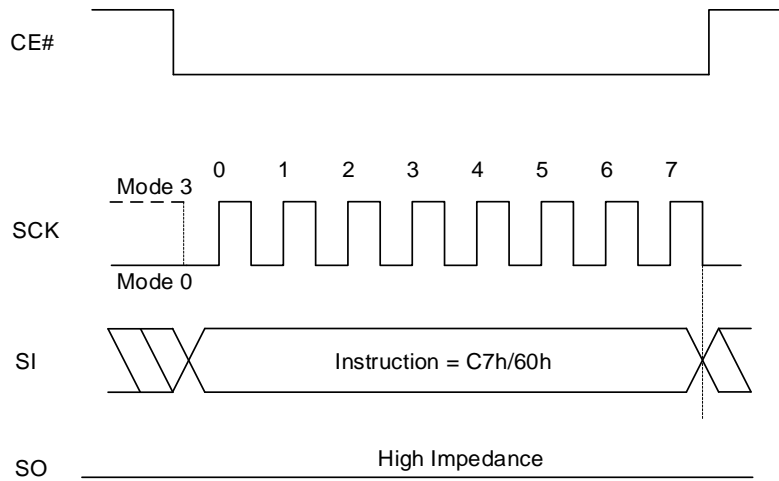 CE#
0 1 2 3 4 5 6 7
Mode 3
SCK
Mode 0
SI
Instruction = C7h/60h
High Impedance
SO